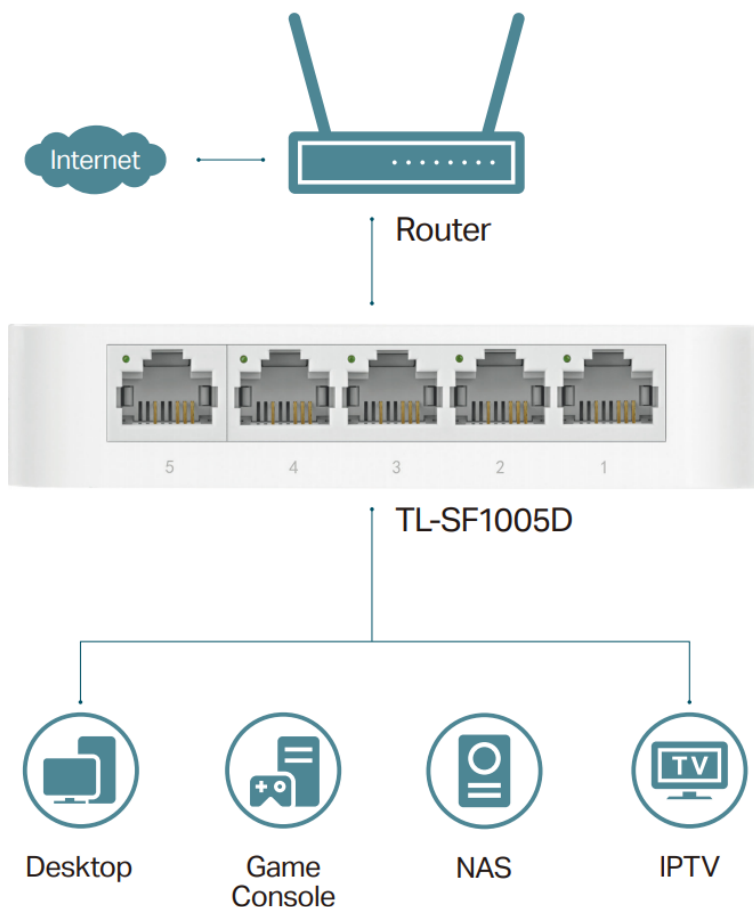 Internet
Router
5 4 3 2 1
TL-SF1005D
TV
Desktop
Game
Console
NAS
IPTV